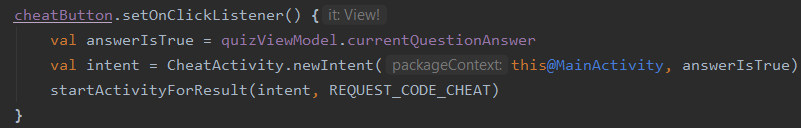 cheatButton.setOnClickListener() { it: View!
val answerIsTrue = quizViewModel.currentQuestionAnswer
val intent = CheatActivity.newIntent( packageContext: this@MainActivity, answerIsTrue)
startActivityForResult(intent, REQUEST_CODE_CHEAT)
}